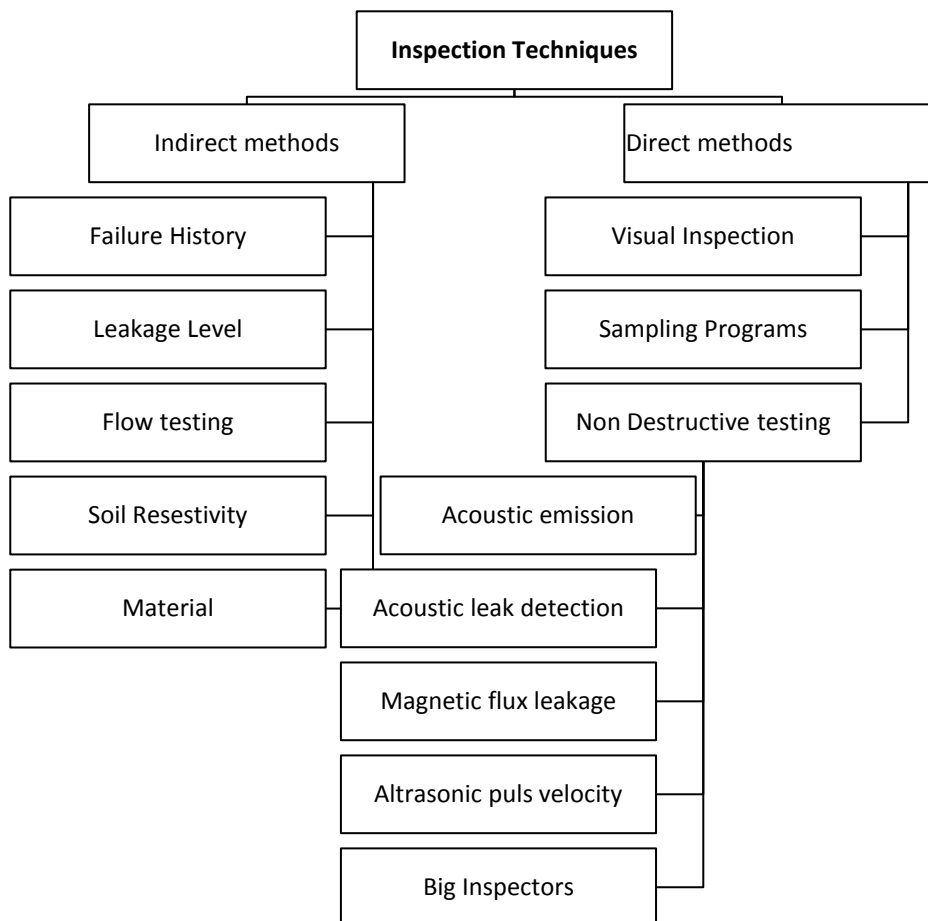 Inspection Techniques
Indirect methods
Direct methods
Failure History
Visual Inspection
Leakage Level
Sampling Programs
Flow testing
Non Destructive testing
Soil Resestivity
Acoustic emission
Material
Acoustic leak detection
Magnetic flux leakage
Altrasonic puls velocity
Big Inspectors